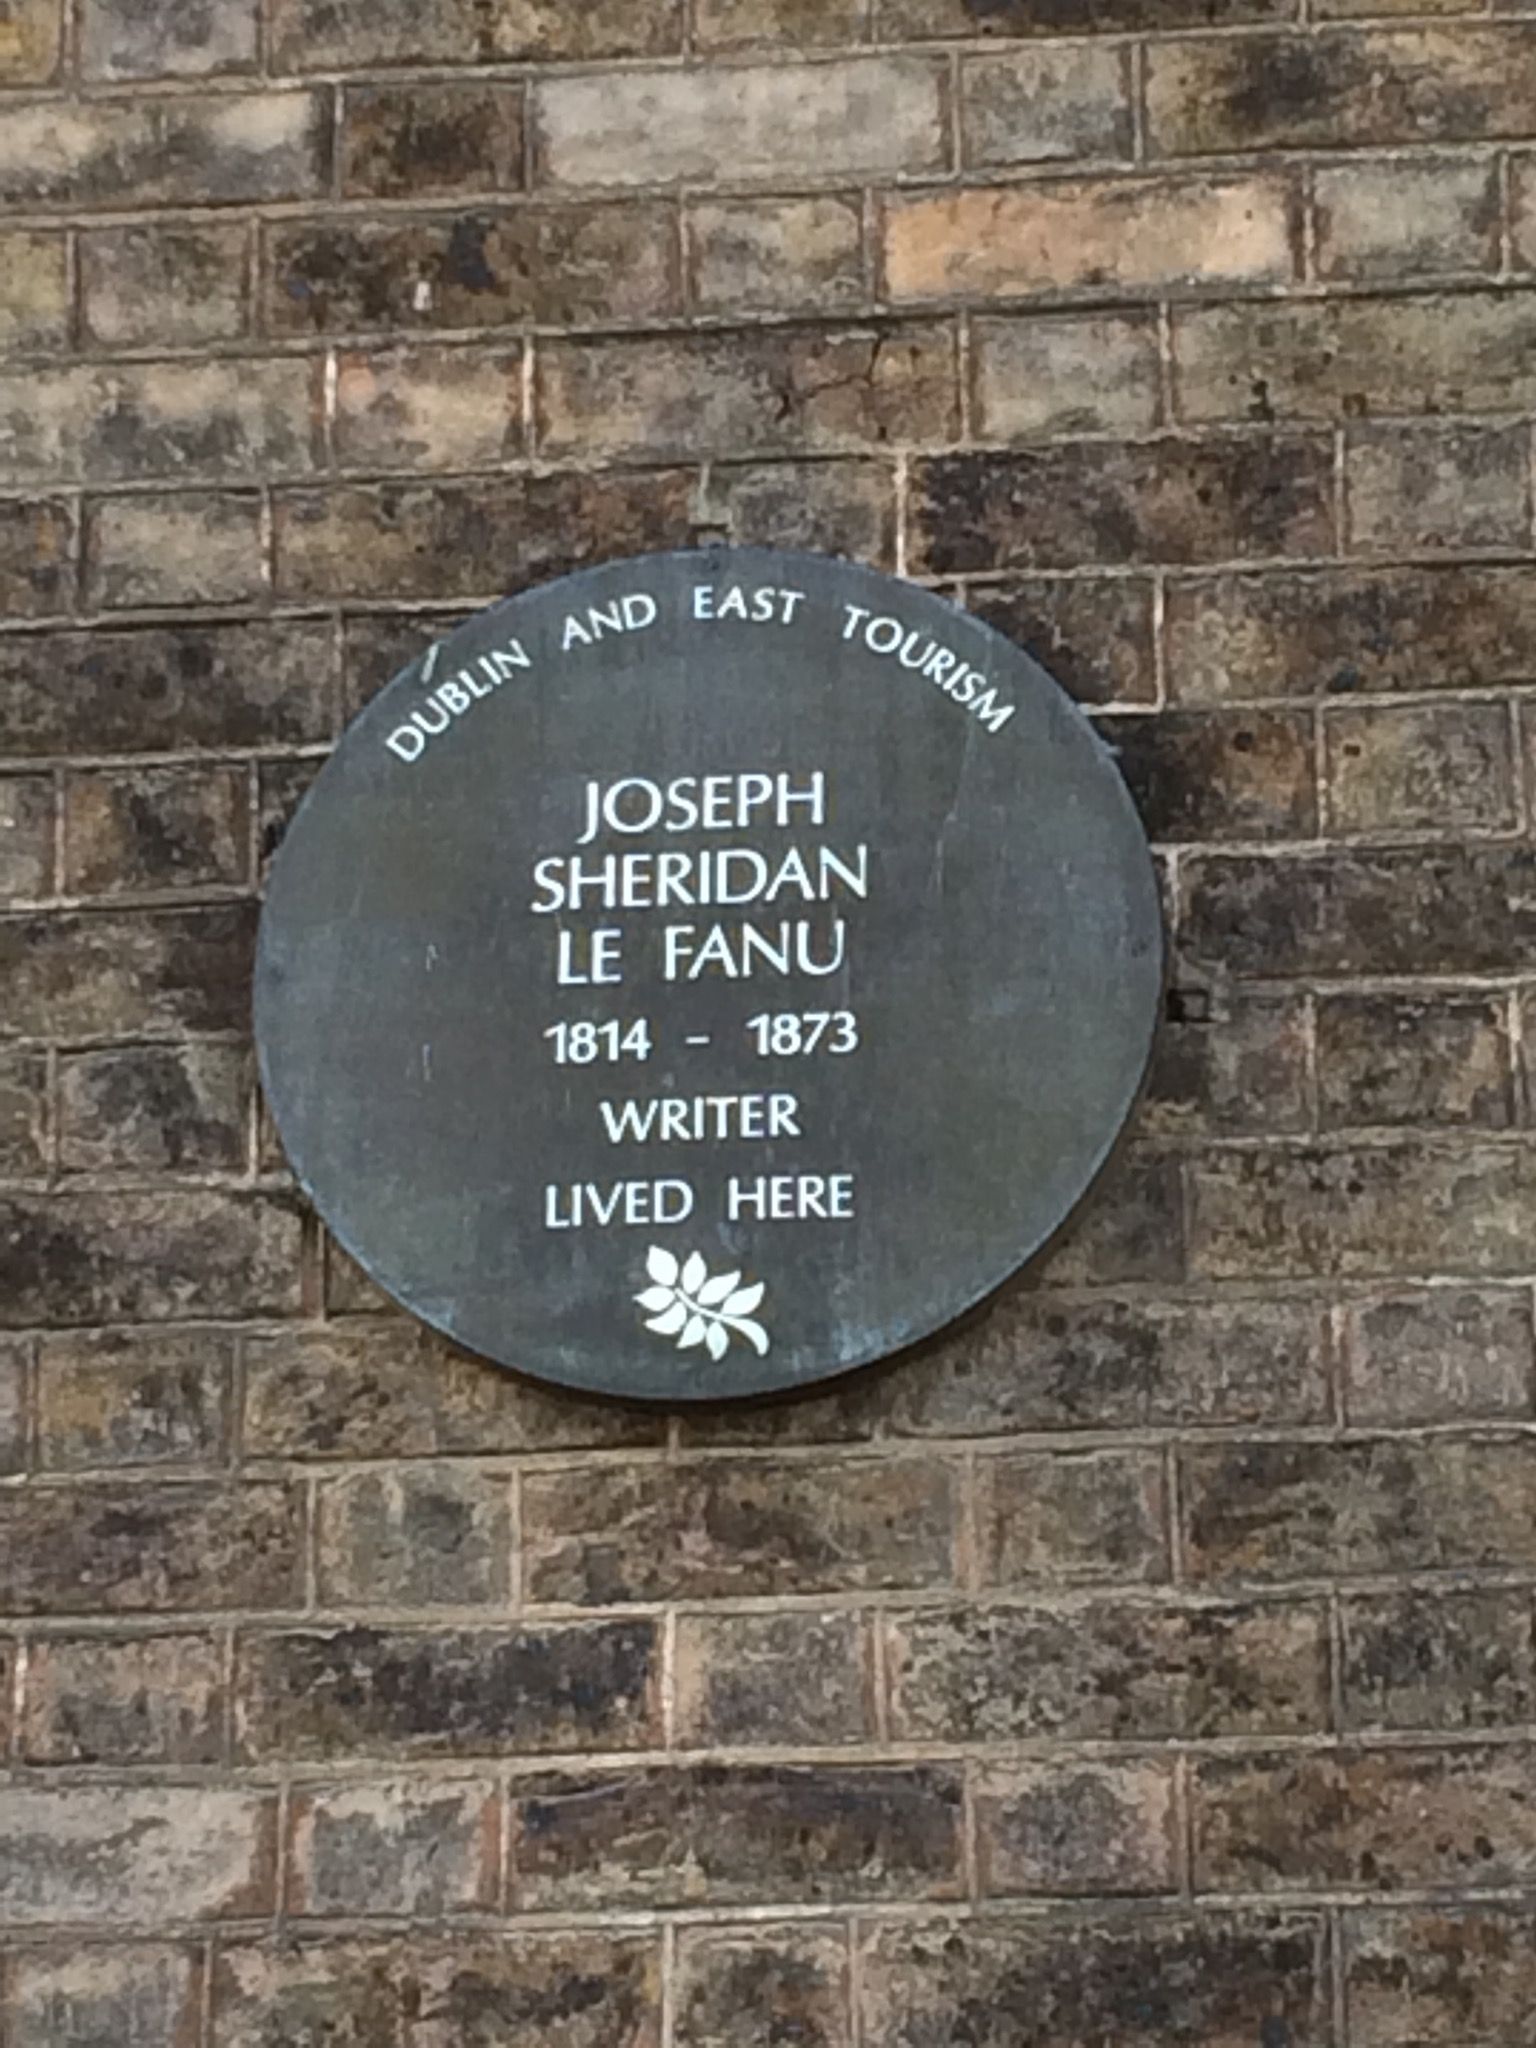 DUBLIN AND EAST TOURISM
JOSEPH
SHERIDAN
LE FANU
1814 - 1873
WRITER
LIVED HERE